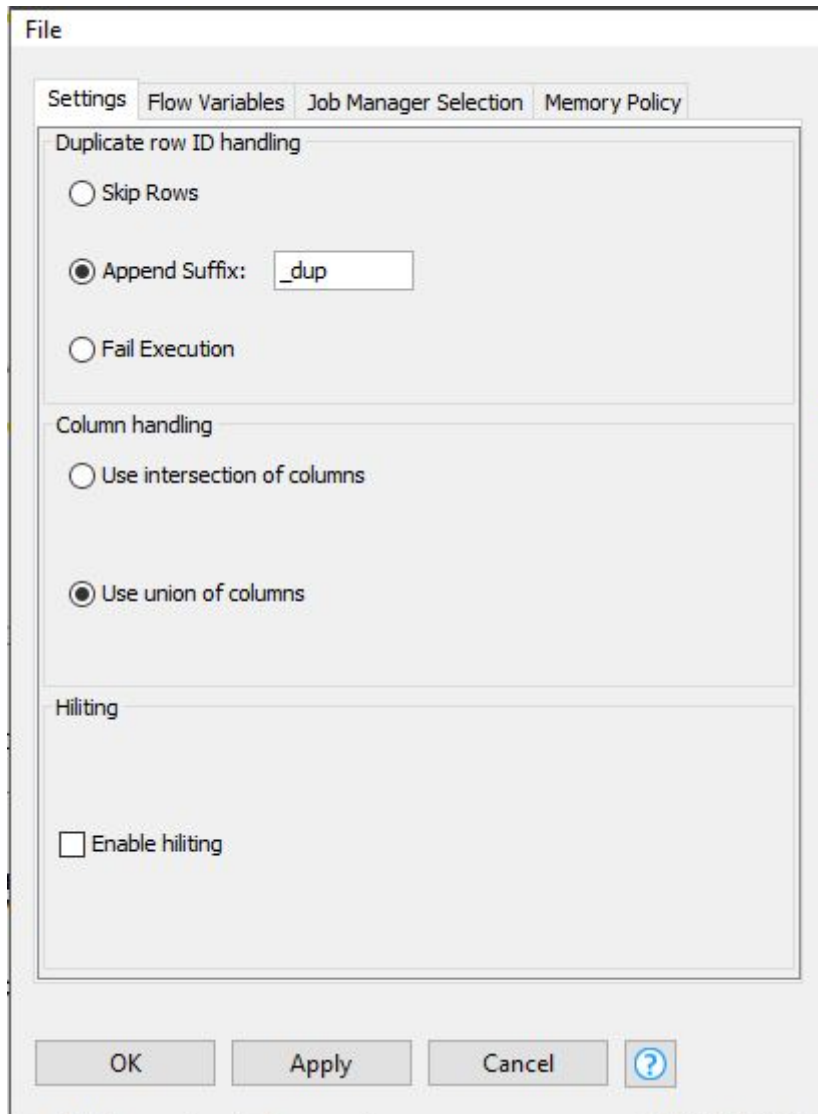 File
Settings Flow Variables Job Manager Selection Memory Policy
Duplicate row ID handling
Skip Rows
Append Suffix: _dup
Fail Execution
Column handling
Use intersection of columns
Use union of columns
Hiliting
Enable hiliting
OK Apply Cancel ?